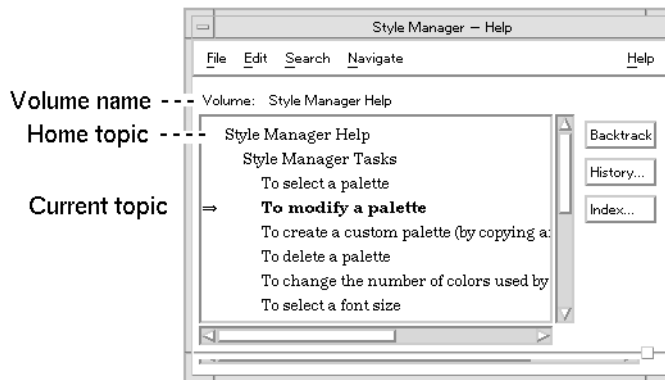 Style Manager – Help
File Edit Search Navigate Help
Volume name Volume: Style Manager Help
Home topic Style Manager Help Backtrack
Style Manager Tasks
To select a palette History...
Current topic ⇒ To modify a palette Index...
To create a custom palette (by copying a
To delete a palette
To change the number of colors used by
To select a font size